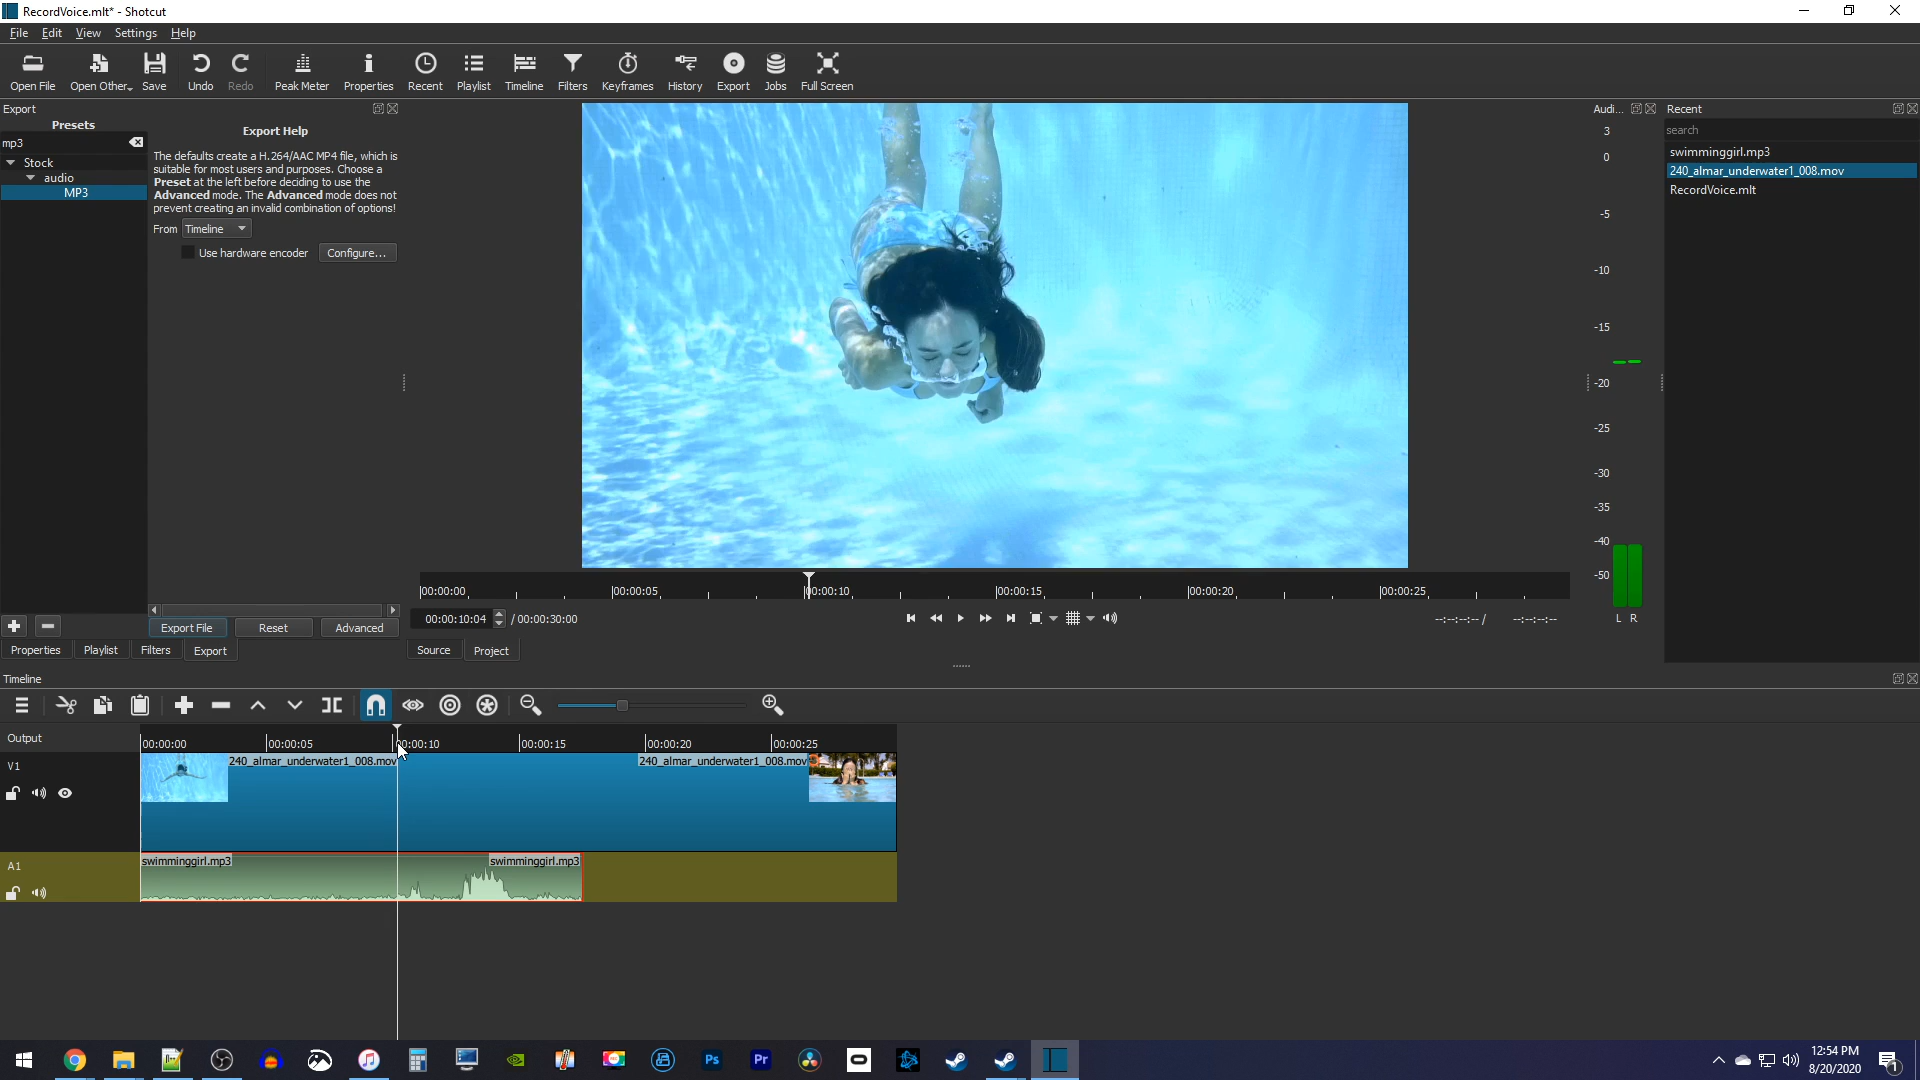 RecordVoice.mlt* - Shotcut
File Edit View Settings Help
Open File Open Other... Save Undo Redo Peak Meter Properties Recent Playlist Timeline Filters Keyframes History Export Jobs Full Screen
Export
Presets
mp3
Stock
audio
MP3
Export Help
The defaults create a H.264/AAC MP4 file, which is
suitable for most users and purposes. Choose a
Preset at the left before deciding to use the
Advanced mode. The Advanced mode does not
prevent creating an invalid combination of options!
From Timeline
Use hardware encoder Configure...
Export File Reset Advanced
Properties Playlist Filters Export
00:00:00 00:00:05 00:00:10 00:00:15 00:00:20 00:00:25
00:00:10:04 / 00:00:30:00
--:--:--:-- / --:--:--:--
Source Project
Audi...
3
0
-5
-10
-15
-20
-25
-30
-35
-40
-50
L R
Recent
search
swimminggirl.mp3
240_almar_underwater1_008.mov
RecordVoice.mlt
Timeline
Output
00:00:00 00:00:05 00:00:10 00:00:15 00:00:20 00:00:25
V1
240_almar_underwater1_008.mov 240_almar_underwater1_008.mov
A1
swimminggirl.mp3 swimminggirl.mp3
Ps Pr
12:54 PM
8/20/2020
1